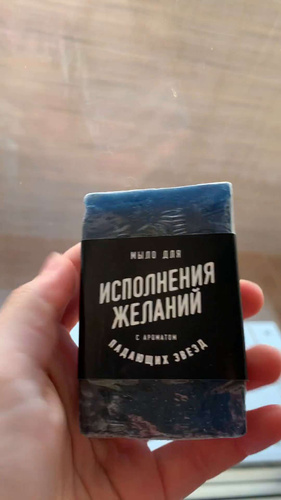 МЫЛО ДЛЯ
ИСПОЛНЕНИЯ
ЖЕЛАНИЙ
С АРОМАТОМ
ПАДАЮЩИХ ЗВЕЗД